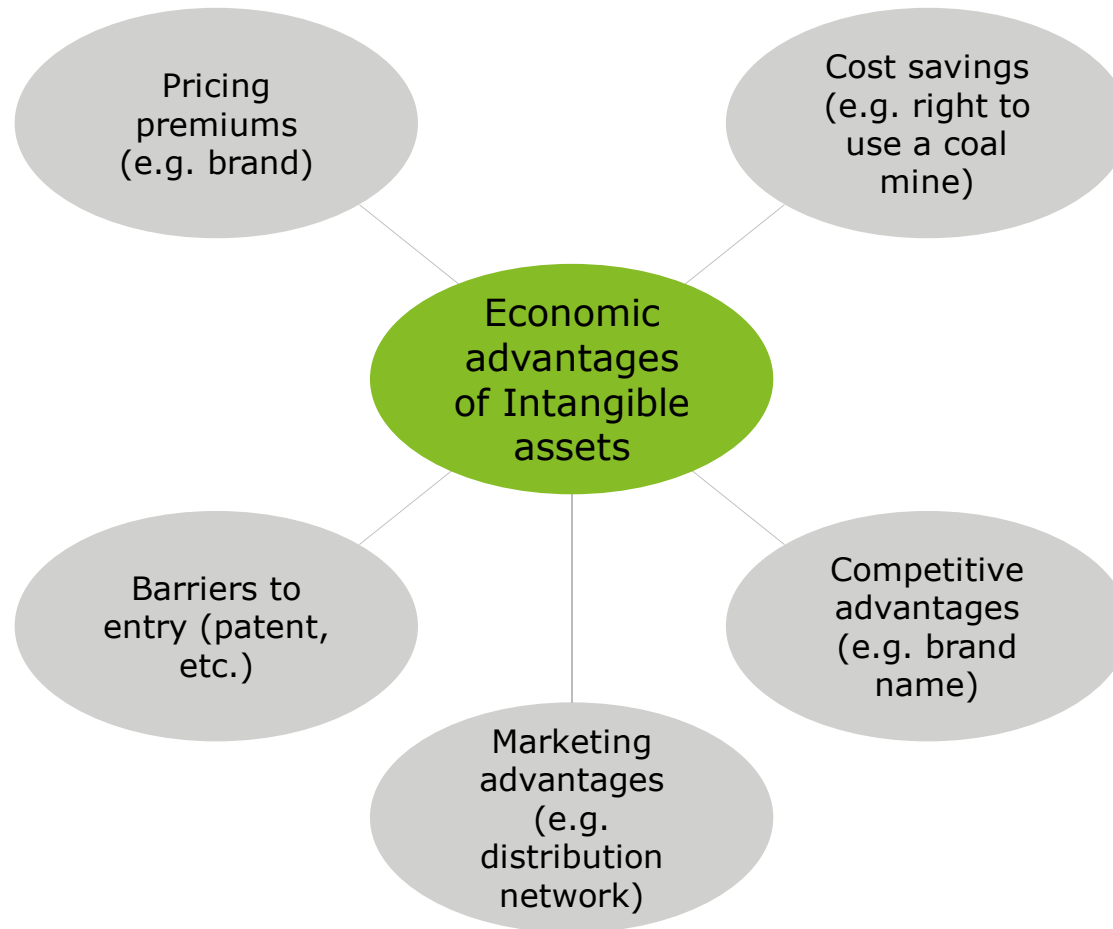 Pricing
premiums
(e.g. brand)
Cost savings
(e.g. right to
use a coal
mine)
Economic
advantages
of Intangible
assets
Barriers to
entry (patent,
etc.)
Competitive
advantages
(e.g. brand
name)
Marketing
advantages
(e.g.
distribution
network)